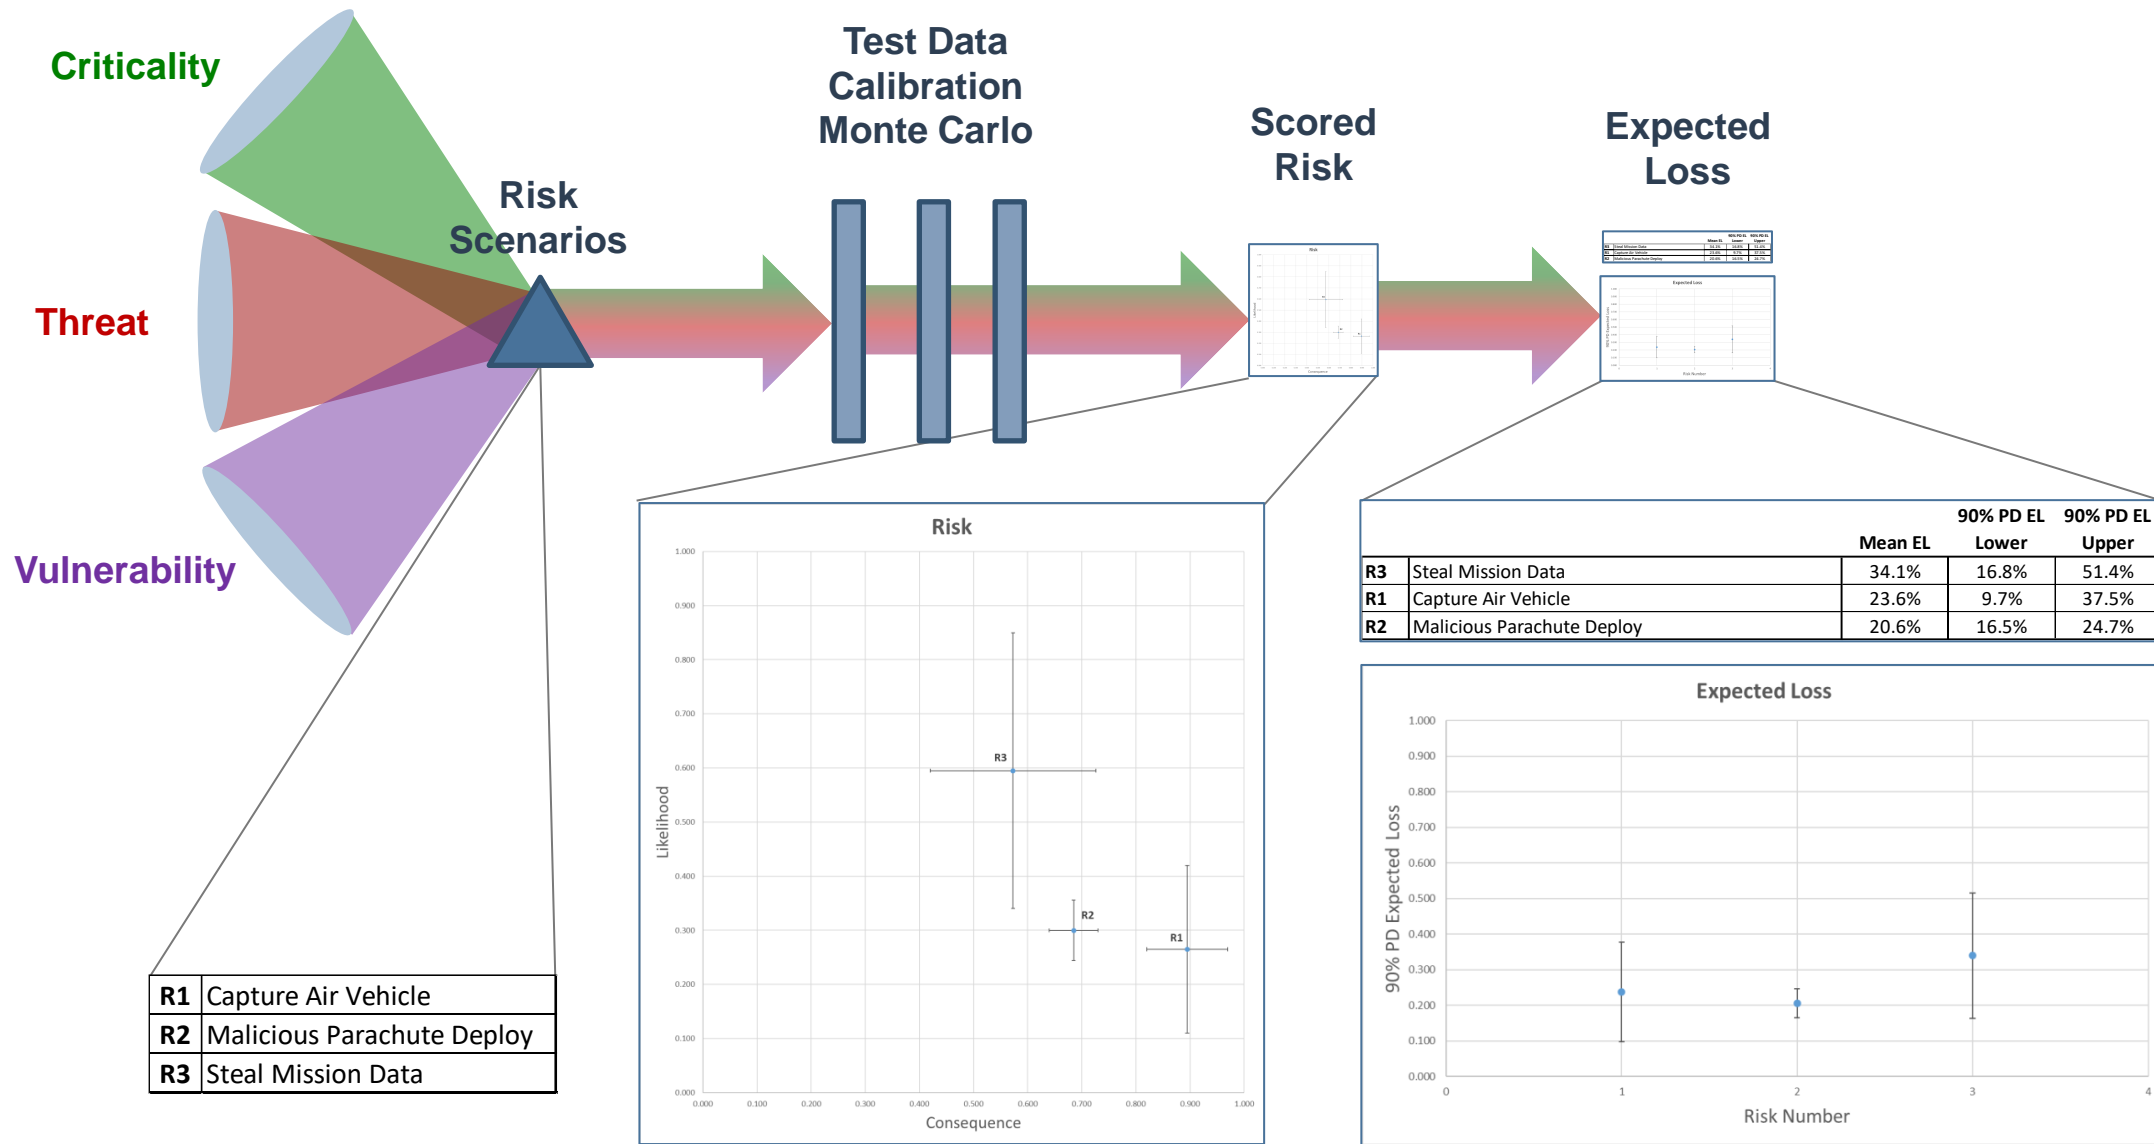 Criticality
Threat
Vulnerability
Risk
Scenarios
Test Data
Calibration
Monte Carlo
Scored
Risk
Expected
Loss
R1 Capture Air Vehicle
R2 Malicious Parachute Deploy
R3 Steal Mission Data
Risk
1.000
0.900
0.800
0.700
0.600
0.500
0.400
0.300
0.200
0.100
0.000
Likelihood
R3
R2
R1
0.000 0.100 0.200 0.300 0.400 0.500 0.600 0.700 0.800 0.900 1.000
Consequence
Mean EL 90% PD EL Lower 90% PD EL Upper
R3 Steal Mission Data 34.1% 16.8% 51.4%
R1 Capture Air Vehicle 23.6% 9.7% 37.5%
R2 Malicious Parachute Deploy 20.6% 16.5% 24.7%
Expected Loss
1.000
0.900
0.800
0.700
0.600
0.500
0.400
0.300
0.200
0.100
0.000
90% PD Expected Loss
0 1 2 3 4
Risk Number